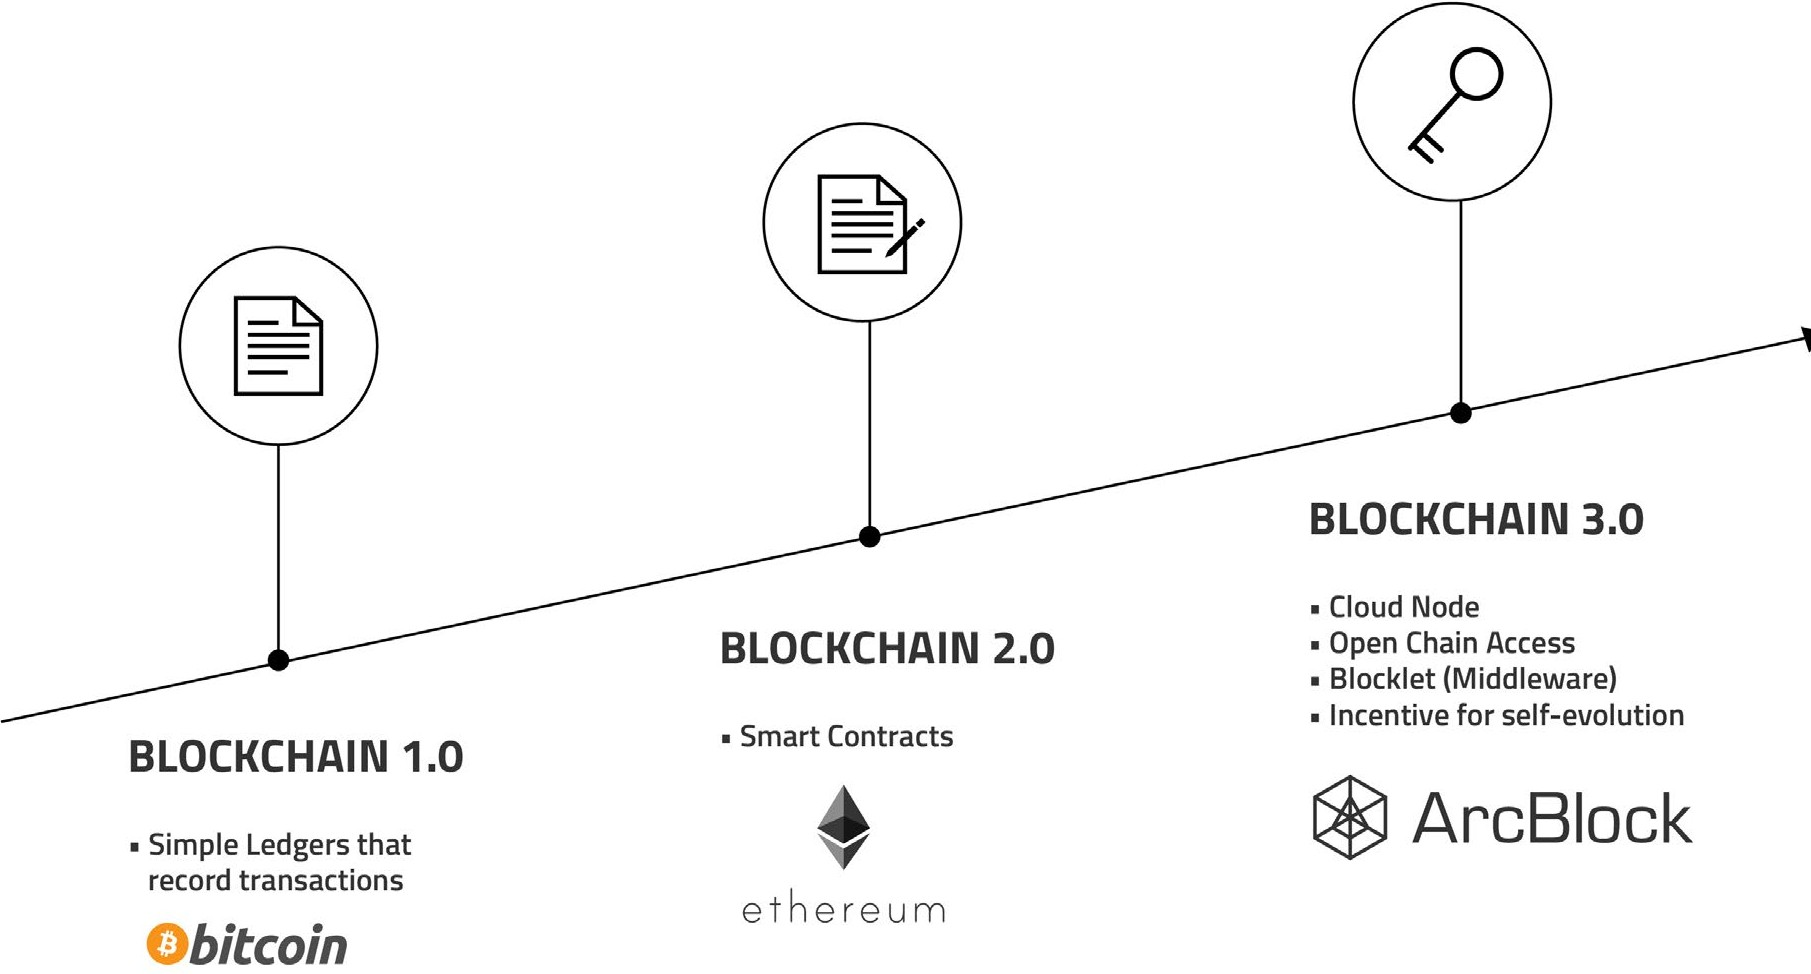 BLOCKCHAIN 1.0
▪ Simple Ledgers that
record transactions
bitcoin
BLOCKCHAIN 2.0
▪ Smart Contracts
ethereum
BLOCKCHAIN 3.0
▪ Cloud Node
▪ Open Chain Access
▪ Blocklet (Middleware)
▪ Incentive for self-evolution
ArcBlock